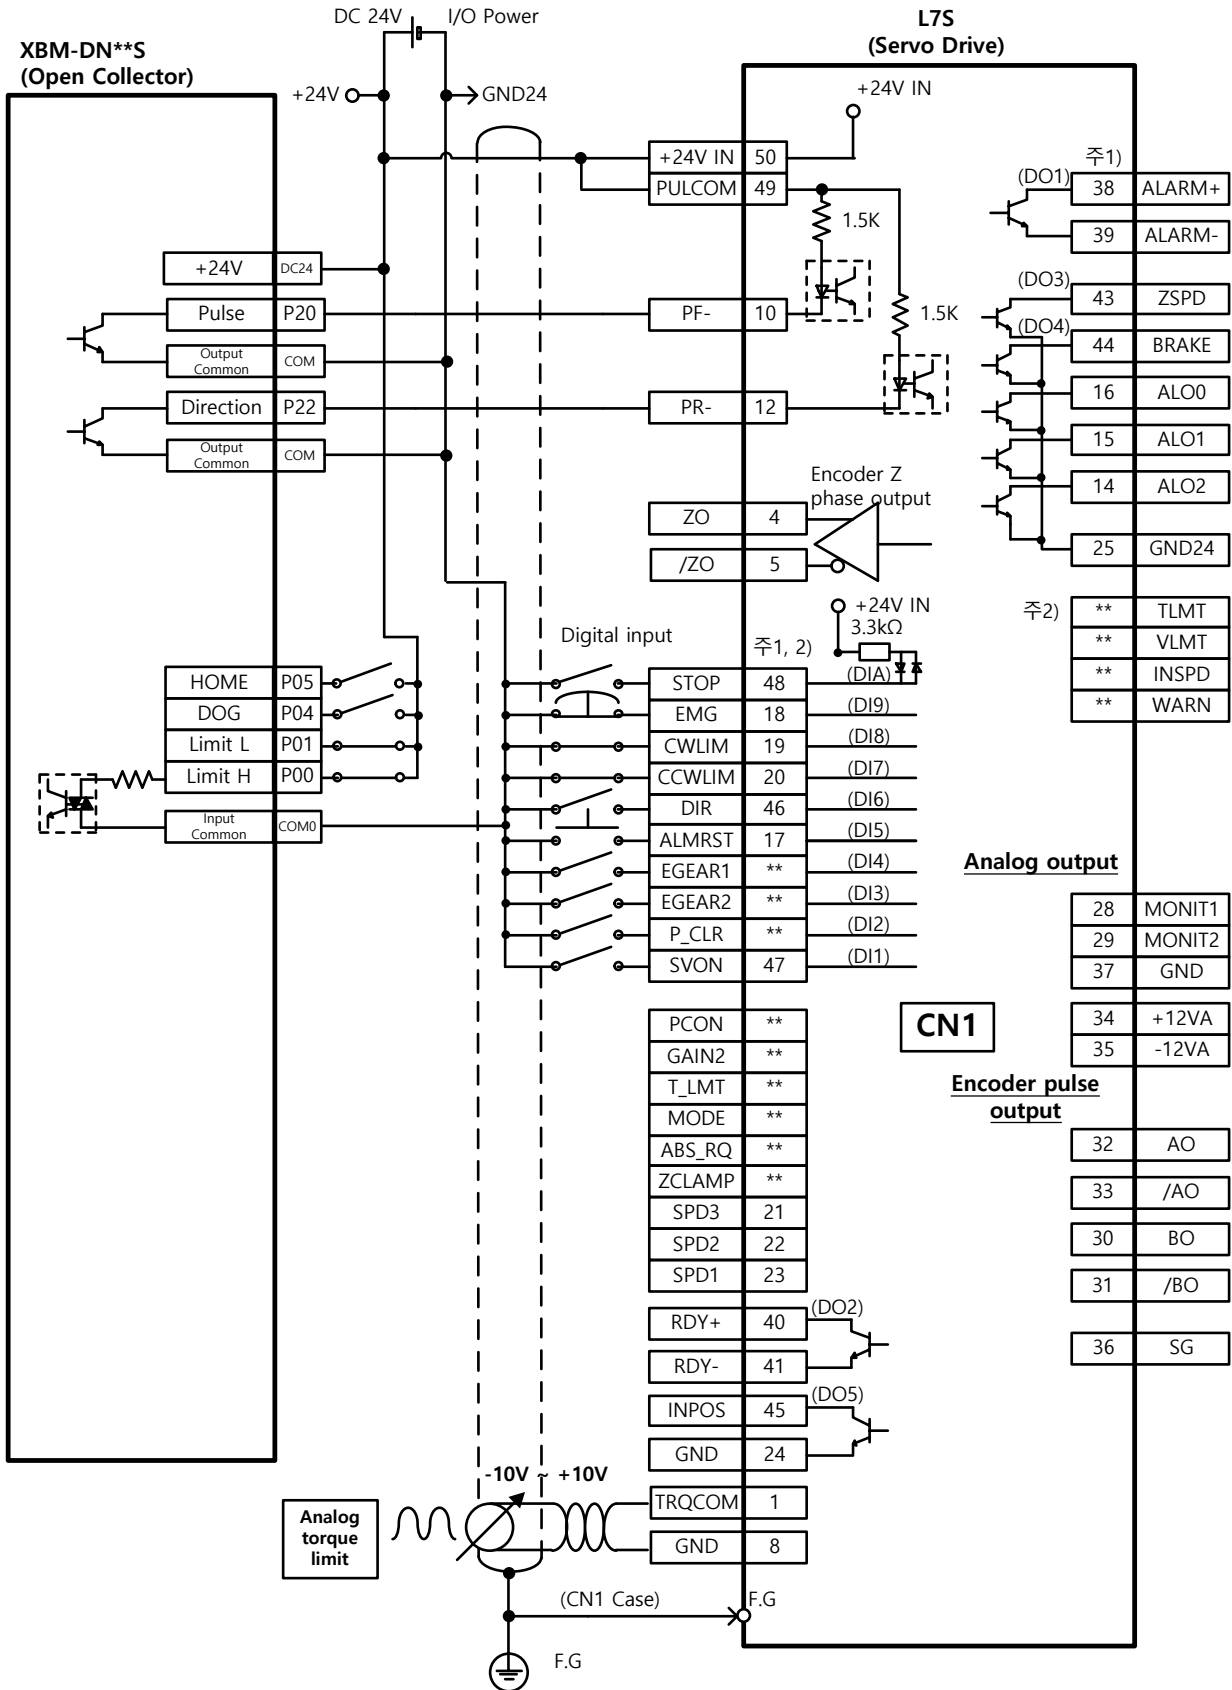 DC 24V
I/O Power
L7S
(Servo Drive)
XBM-DN**S
(Open Collector)
+24V
GND24
+24V IN
+24V IN 50
PULCOM 49
주1)
(DO1)
38 ALARM+
39 ALARM-
1.5K
1.5K
+24V DC24
Pulse P20
Output Common COM
Direction P22
Output Common COM
PF- 10
PR- 12
(DO3)
43 ZSPD
(DO4)
44 BRAKE
16 ALO0
15 ALO1
14 ALO2
25 GND24
Encoder Z
phase output
ZO 4
/ZO 5
+24V IN
3.3kΩ
주2)
** TLMT
** VLMT
** INSPD
** WARN
Digital input
주1, 2)
HOME P05
DOG P04
Limit L P01
Limit H P00
Input Common COM0
STOP 48 (DIA)
EMG 18 (DI9)
CWLIM 19 (DI8)
CCWLIM 20 (DI7)
DIR 46 (DI6)
ALMRST 17 (DI5)
EGEAR1 ** (DI4)
EGEAR2 ** (DI3)
P_CLR ** (DI2)
SVON 47 (DI1)
Analog output
28 MONIT1
29 MONIT2
37 GND
34 +12VA
35 -12VA
CN1
PCON **
GAIN2 **
T_LMT **
MODE **
ABS_RQ **
ZCLAMP **
SPD3 21
SPD2 22
SPD1 23
Encoder pulse
output
32 AO
33 /AO
30 BO
31 /BO
36 SG
RDY+ 40 (DO2)
RDY- 41
INPOS 45 (DO5)
GND 24
-10V ~ +10V
Analog
torque
limit
TRQCOM 1
GND 8
(CN1 Case)
F.G
F.G